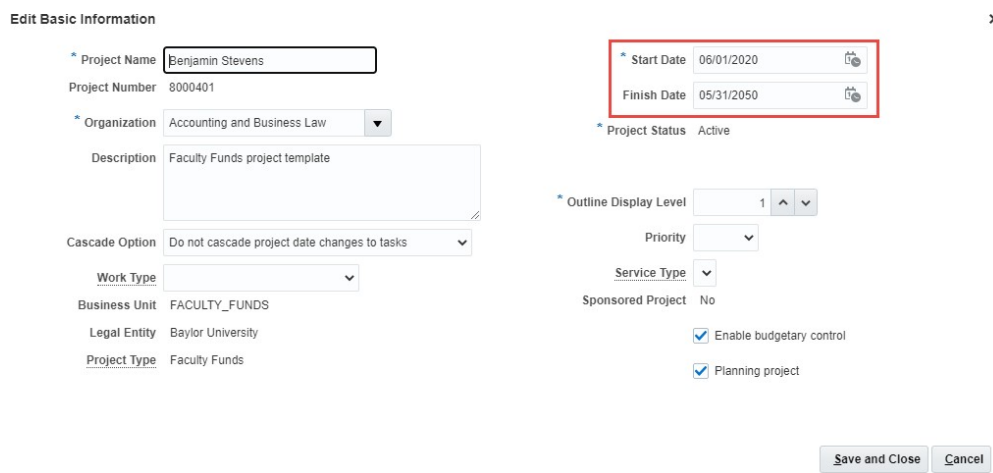 Edit Basic Information
* Project Name Benjamin Stevens
Project Number 8000401
* Organization Accounting and Business Law
Description Faculty Funds project template
Cascade Option Do not cascade project date changes to tasks
Work Type
Business Unit FACULTY_FUNDS
Legal Entity Baylor University
Project Type Faculty Funds
* Start Date 06/01/2020
Finish Date 05/31/2050
* Project Status Active
* Outline Display Level 1
Priority
Service Type
Sponsored Project No
Enable budgetary control
Planning project
Save and Close Cancel